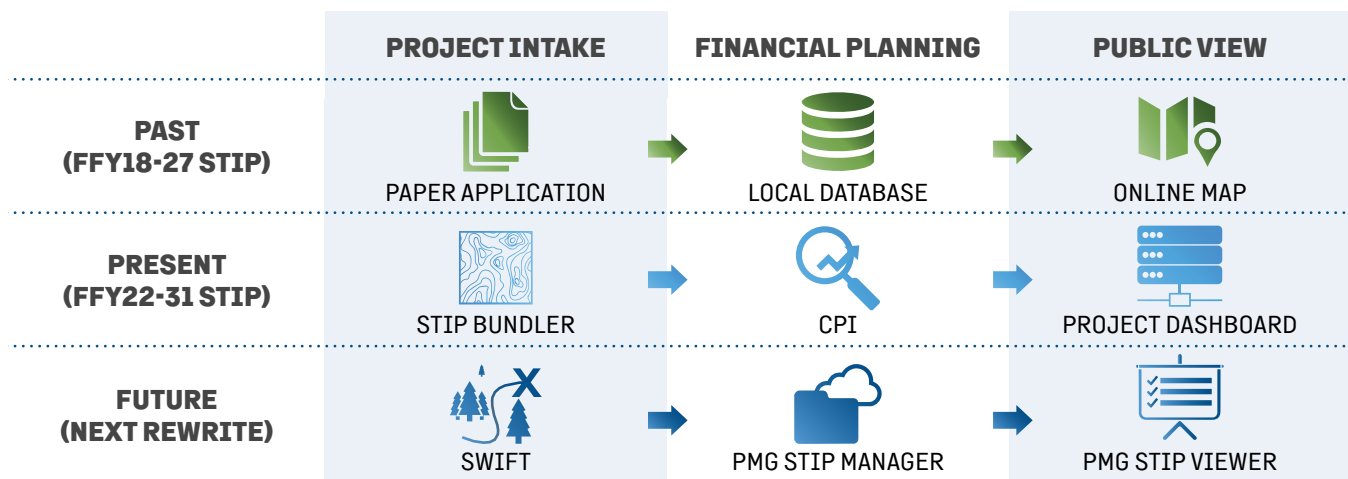 PROJECT INTAKE
FINANCIAL PLANNING
PUBLIC VIEW
PAST
(FFY18-27 STIP)
PAPER APPLICATION
LOCAL DATABASE
ONLINE MAP
PRESENT
(FFY22-31 STIP)
STIP BUNDLER
CPI
PROJECT DASHBOARD
FUTURE
(NEXT REWRITE)
SWIFT
PMG STIP MANAGER
PMG STIP VIEWER